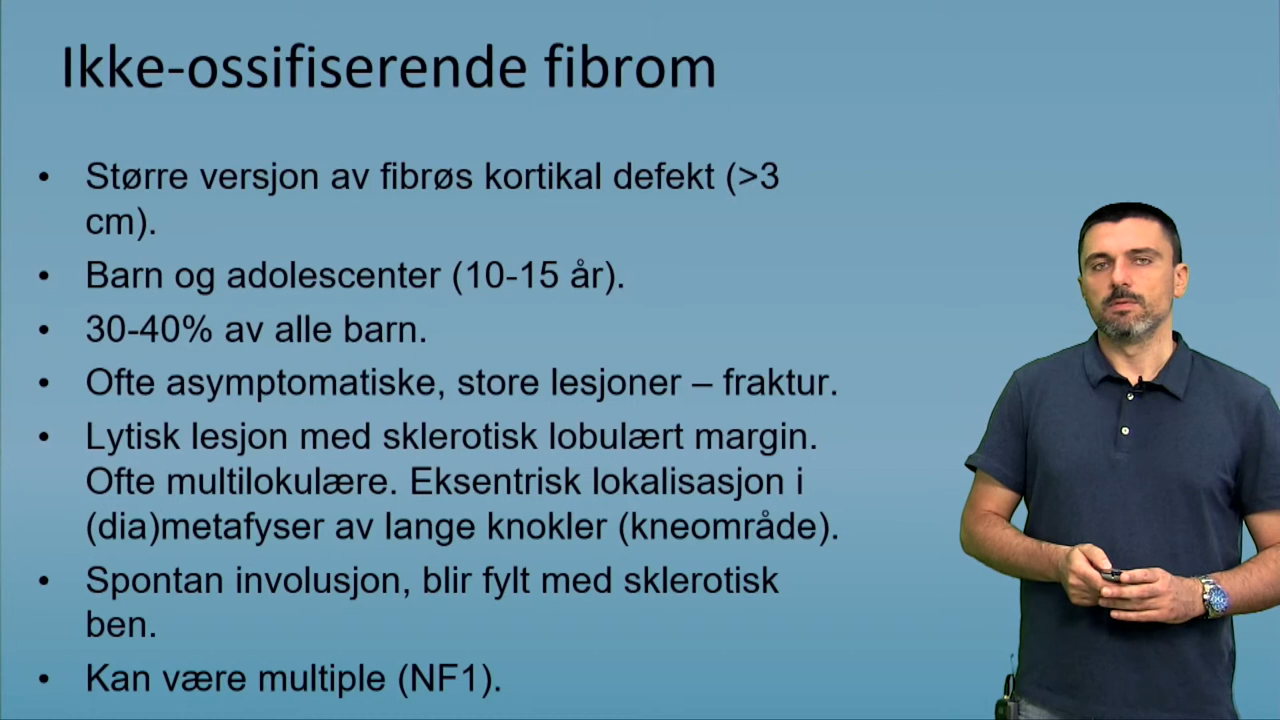 Ikke-ossifiserende fibrom
• Større versjon av fibrøs kortikal defekt (>3
cm).
• Barn og adolescenter (10-15 år).
• 30-40% av alle barn.
• Ofte asymptomatiske, store lesjoner – fraktur.
• Lytisk lesjon med sklerotisk lobulært margin.
Ofte multilokulære. Eksentrisk lokalisasjon i
(dia)metafyser av lange knokler (kneområde).
• Spontan involusjon, blir fylt med sklerotisk
ben.
• Kan være multiple (NF1).